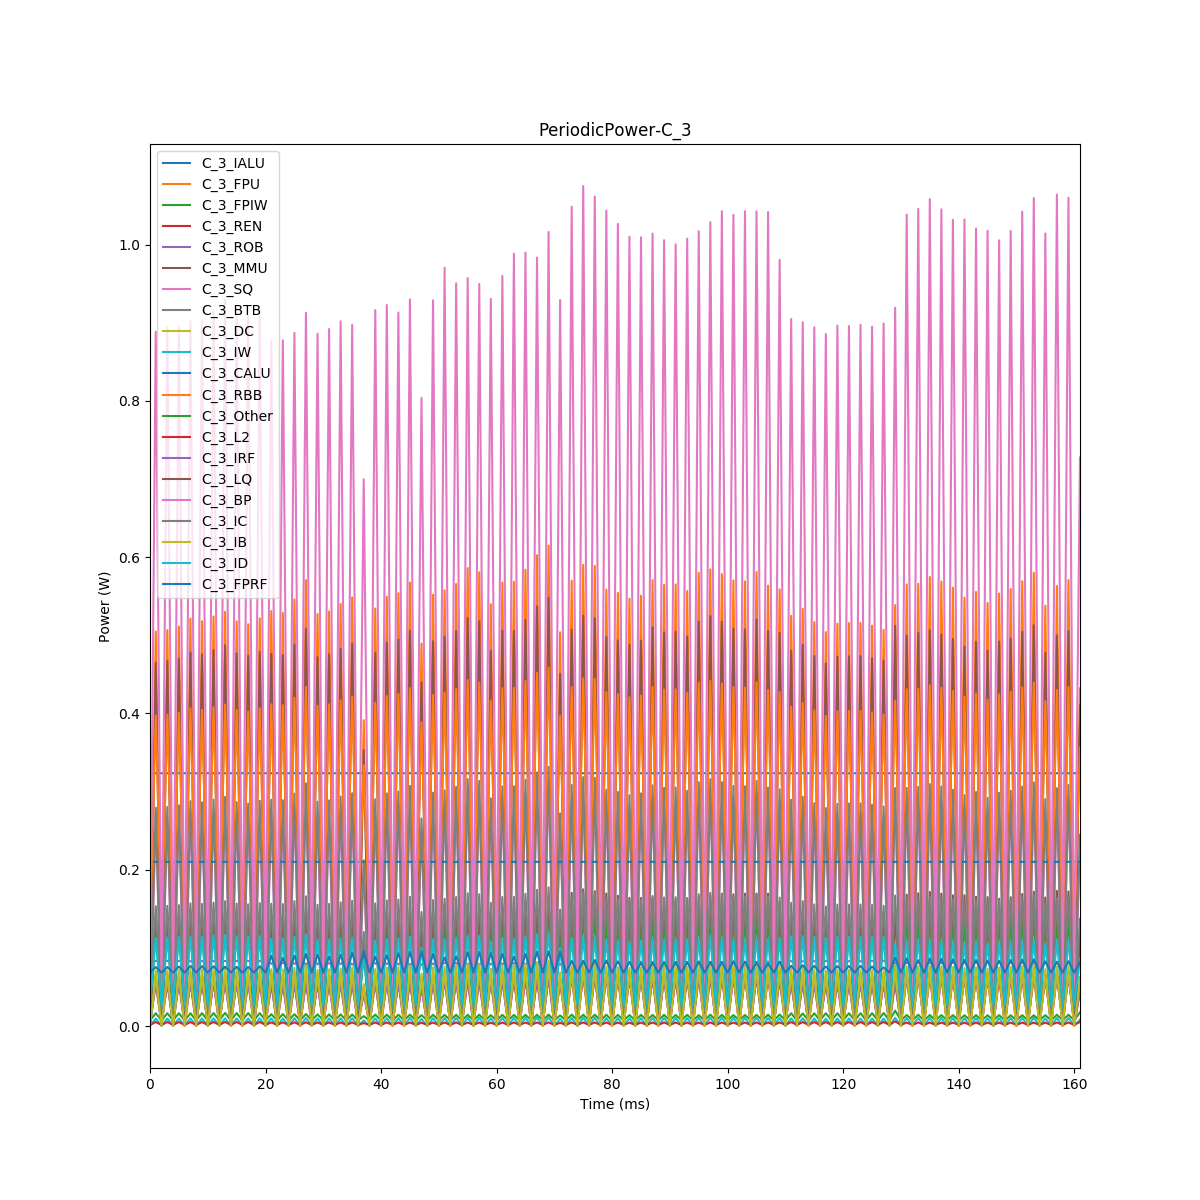 PeriodicPower-C_3
C_3_IALU
C_3_FPU
C_3_FPIW
C_3_REN
C_3_ROB
C_3_MMU
C_3_SQ
C_3_BTB
C_3_DC
C_3_IW
C_3_CALU
C_3_RBB
C_3_Other
C_3_L2
C_3_IRF
C_3_LQ
C_3_BP
C_3_IC
C_3_IB
C_3_ID
C_3_FPRF
1.0
0.8
0.6
0.4
0.2
0.0
Power (W)
0 20 40 60 80 100 120 140 160
Time (ms)